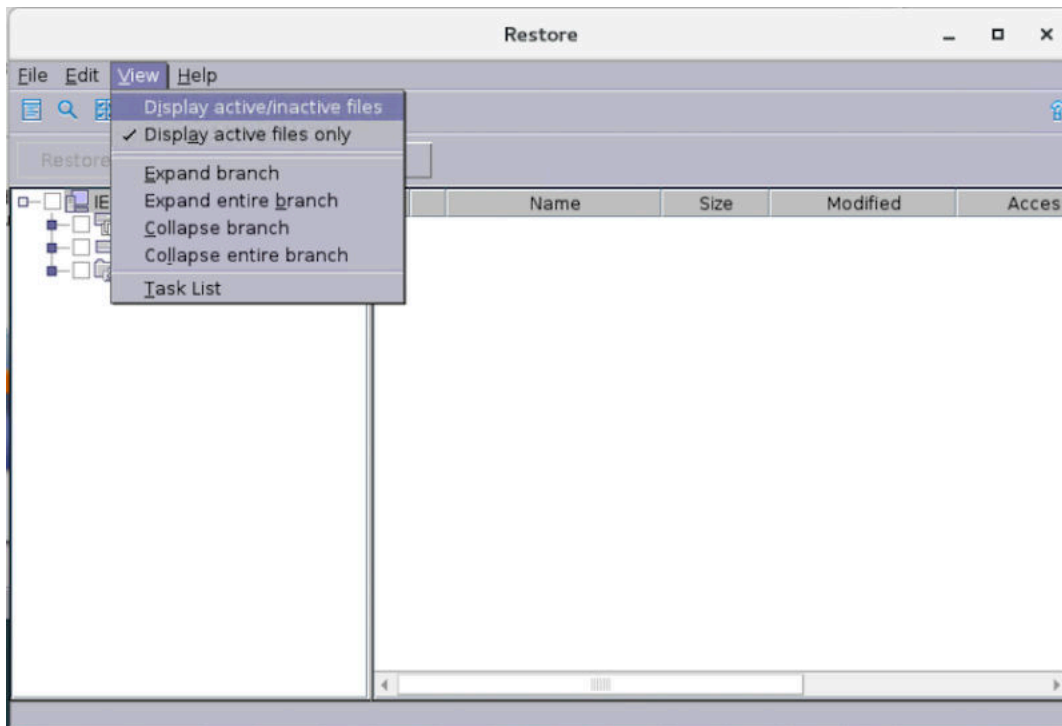 Restore
File Edit View Help
Display active/inactive files
✓ Display active files only
Restore
Expand branch
IE
Name Size Modified Acces
Expand entire branch
Collapse branch
Collapse entire branch
Task List